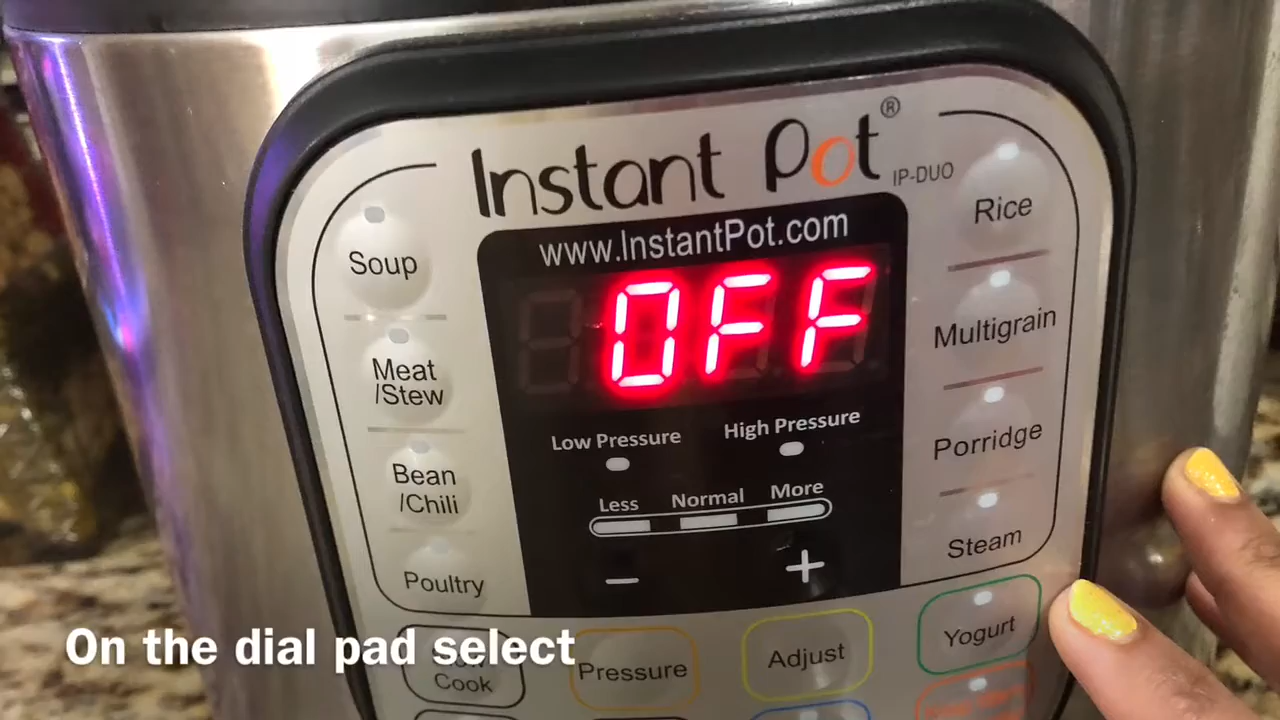 Instant Pot®
IP-DUO
www.InstantPot.com
OFF
Low Pressure
High Pressure
Less
Normal
More
−
+
Soup
Meat
/Stew
Bean
/Chili
Poultry
Rice
Multigrain
Porridge
Steam
Cook
Pressure
Adjust
Yogurt
On the dial pad select